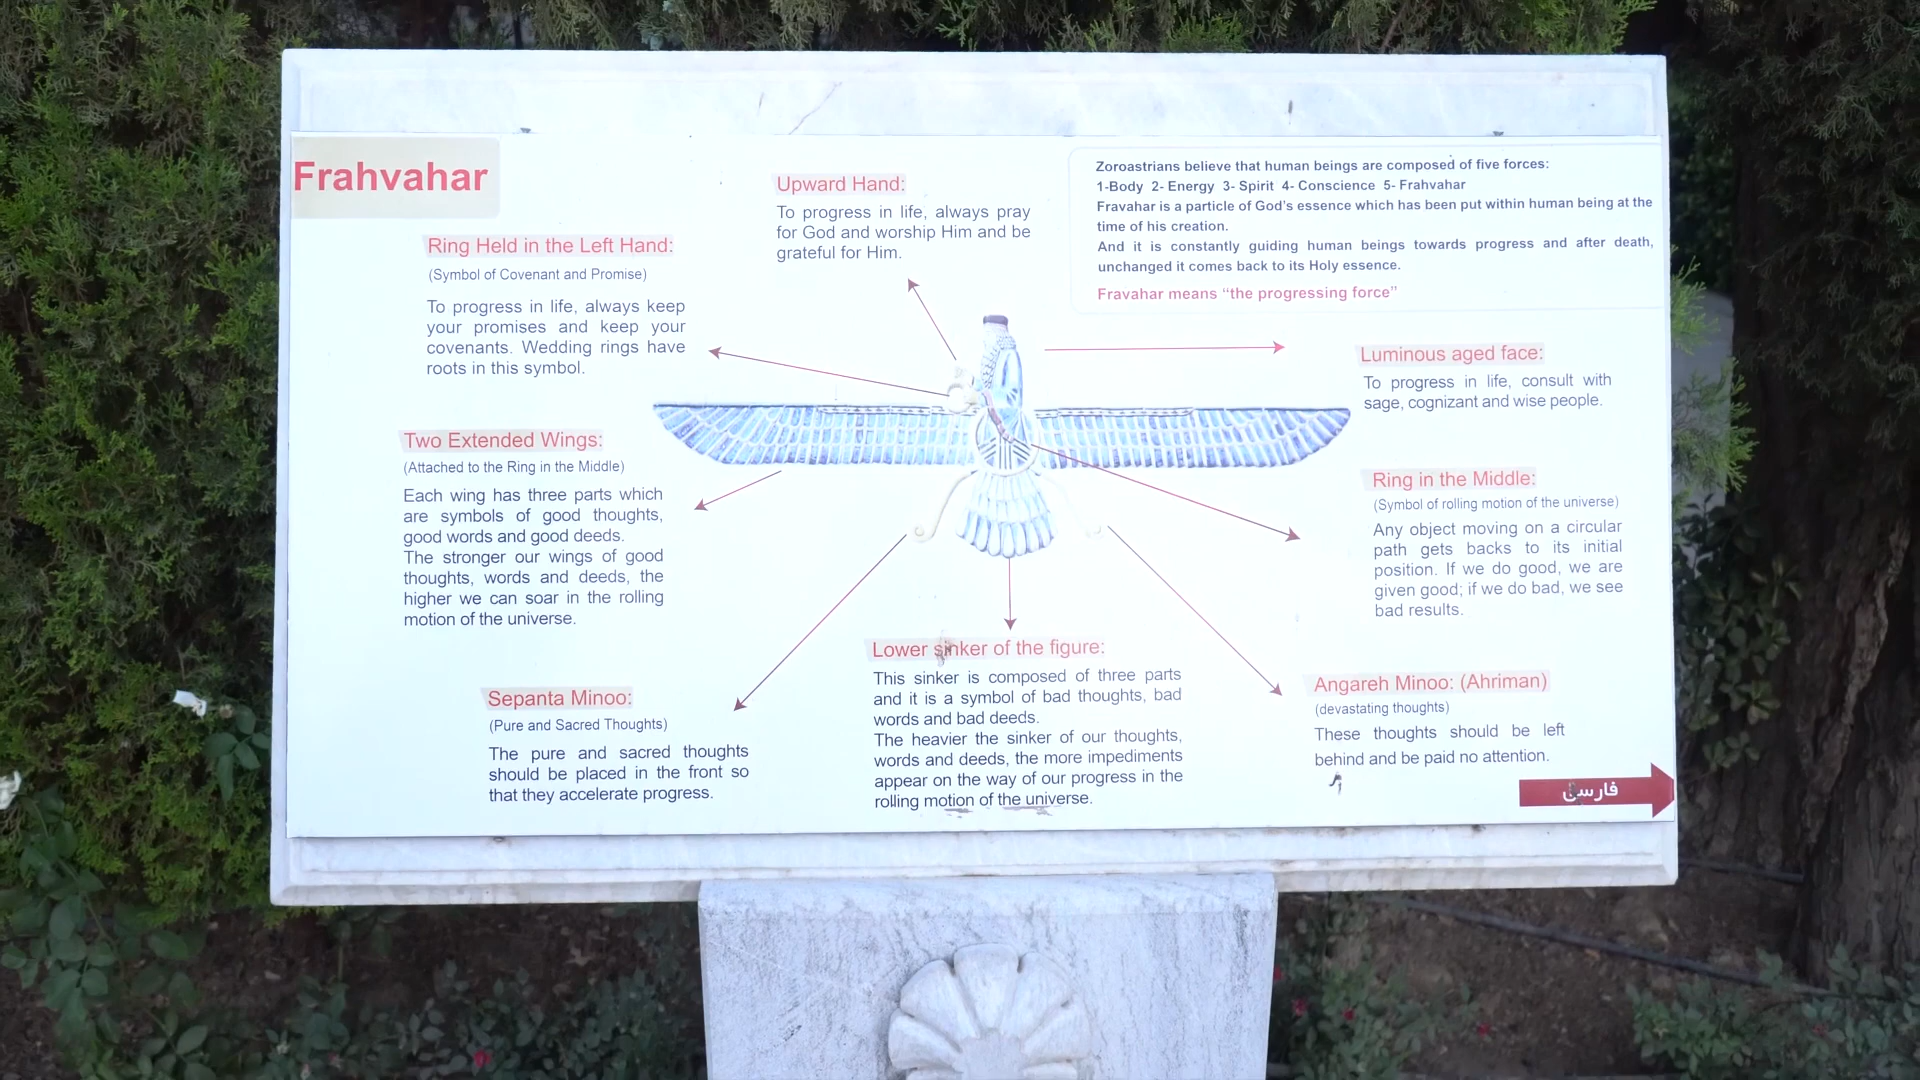 Frahvahar
Ring Held in the Left Hand:
(Symbol of Covenant and Promise)
To progress in life, always keep
your promises and keep your
covenants. Wedding rings have
roots in this symbol.
Two Extended Wings:
(Attached to the Ring in the Middle)
Each wing has three parts which
are symbols of good thoughts,
good words and good deeds.
The stronger our wings of good
thoughts, words and deeds, the
higher we can soar in the rolling
motion of the universe.
Sepanta Minoo:
(Pure and Sacred Thoughts)
The pure and sacred thoughts
should be placed in the front so
that they accelerate progress.
Upward Hand:
To progress in life, always pray
for God and worship Him and be
grateful for Him.
Lower sinker of the figure:
This sinker is composed of three parts
and it is a symbol of bad thoughts, bad
words and bad deeds.
The heavier the sinker of our thoughts,
words and deeds, the more impediments
appear on the way of our progress in the
rolling motion of the universe.
Zoroastrians believe that human beings are composed of five forces:
1-Body 2- Energy 3- Spirit 4- Conscience 5- Frahvahar
Fravahar is a particle of God's essence which has been put within human being at the
time of his creation.
And it is constantly guiding human beings towards progress and after death,
unchanged it comes back to its Holy essence.
Fravahar means “the progressing force”
Luminous aged face:
To progress in life, consult with
sage, cognizant and wise people.
Ring in the Middle:
(Symbol of rolling motion of the universe)
Any object moving on a circular
path gets backs to its initial
position. If we do good, we are
given good; if we do bad, we see
bad results.
Angareh Minoo: (Ahriman)
(devastating thoughts)
These thoughts should be left
behind and be paid no attention.
فارسی